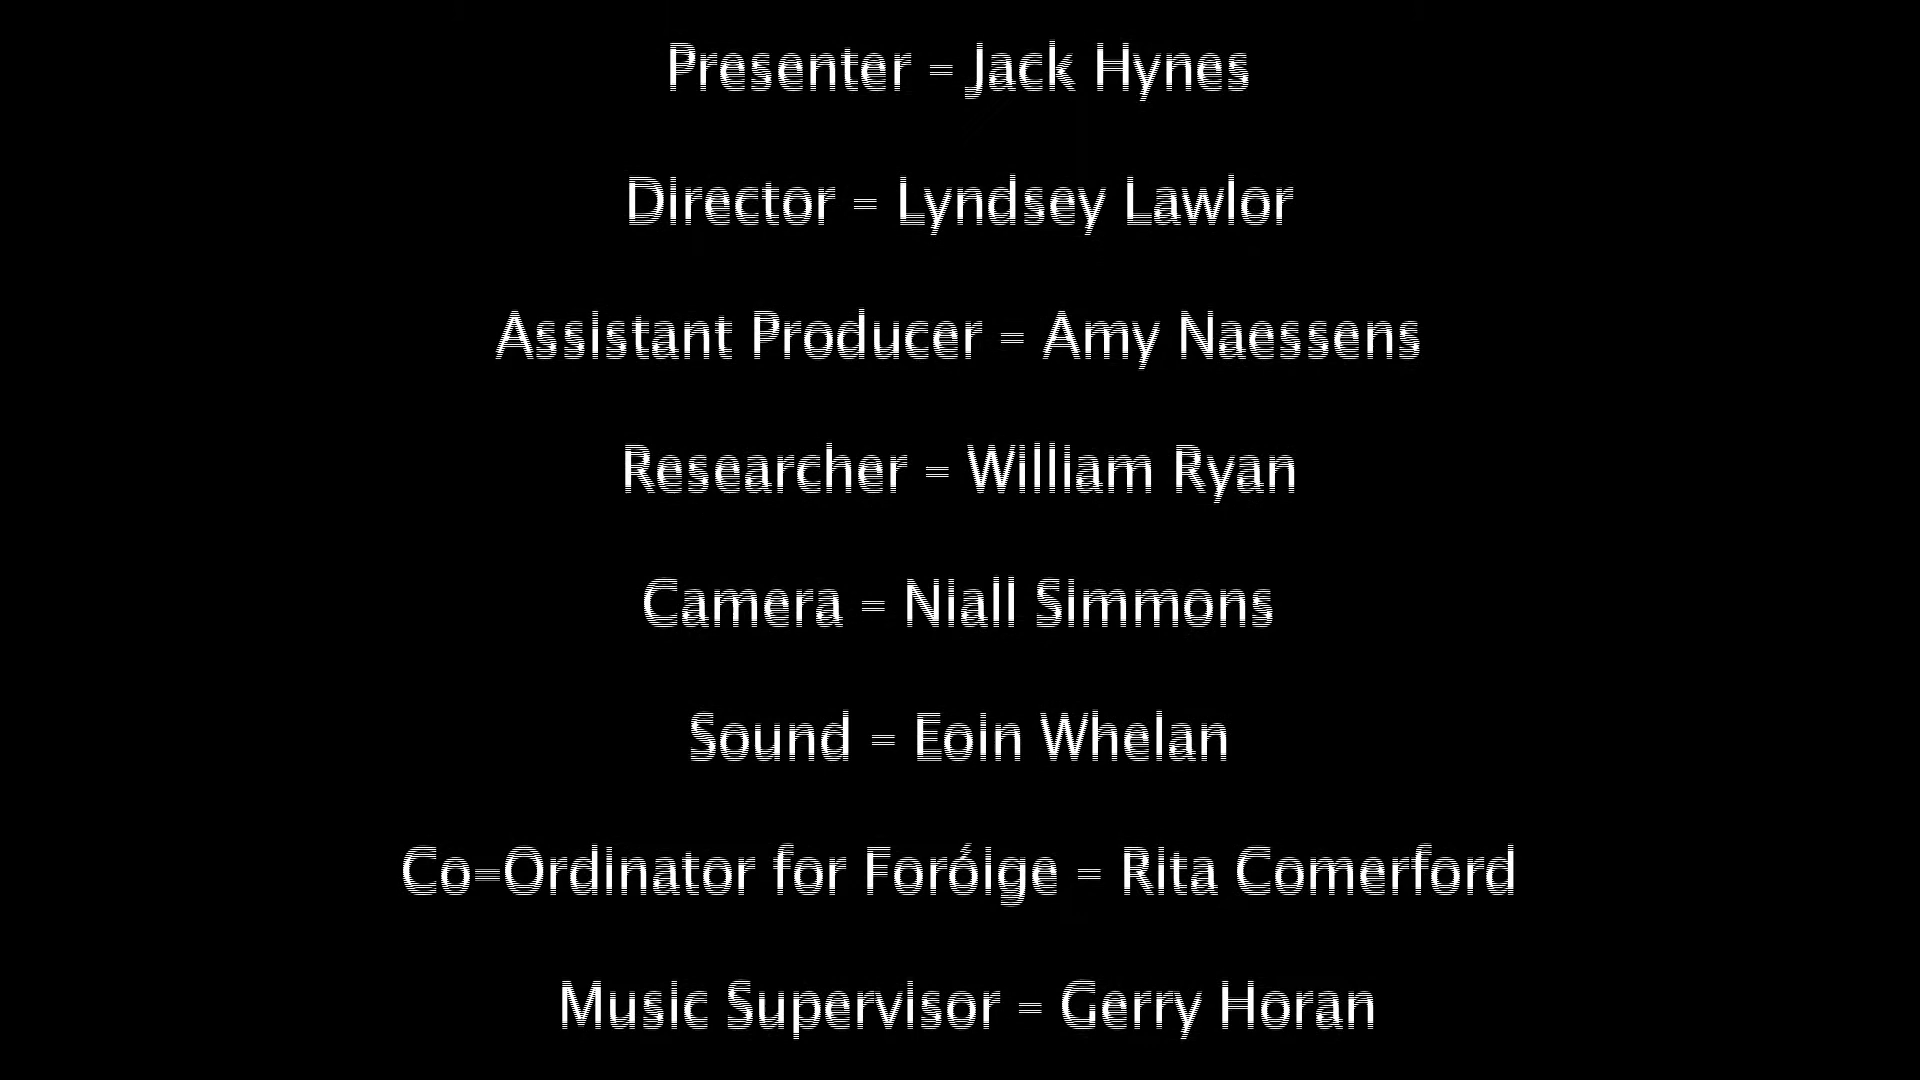 Presenter - Jack Hynes
Director - Lyndsey Lawlor
Assistant Producer - Amy Naessens
Researcher - William Ryan
Camera - Niall Simmons
Sound - Eoin Whelan
Co-Ordinator for Foróige - Rita Comerford
Music Supervisor - Gerry Horan